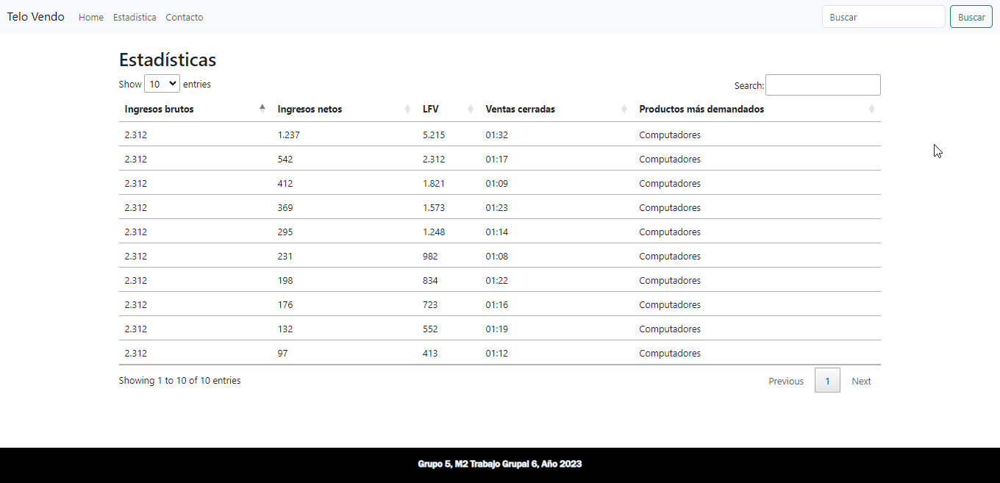 Telo Vendo Home Estadistica Contacto Buscar Buscar
Estadísticas
Show 10 entries Search:
Ingresos brutos Ingresos netos LFV Ventas cerradas Productos más demandados
2.312 1.237 5.215 01:32 Computadores
2.312 542 2.312 01:17 Computadores
2.312 412 1.821 01:09 Computadores
2.312 369 1.573 01:23 Computadores
2.312 295 1.248 01:14 Computadores
2.312 231 982 01:08 Computadores
2.312 198 834 01:22 Computadores
2.312 176 723 01:16 Computadores
2.312 132 552 01:19 Computadores
2.312 97 413 01:12 Computadores
Showing 1 to 10 of 10 entries Previous 1 Next
Grupo 5, M2 Trabajo Grupal 6, Año 2023